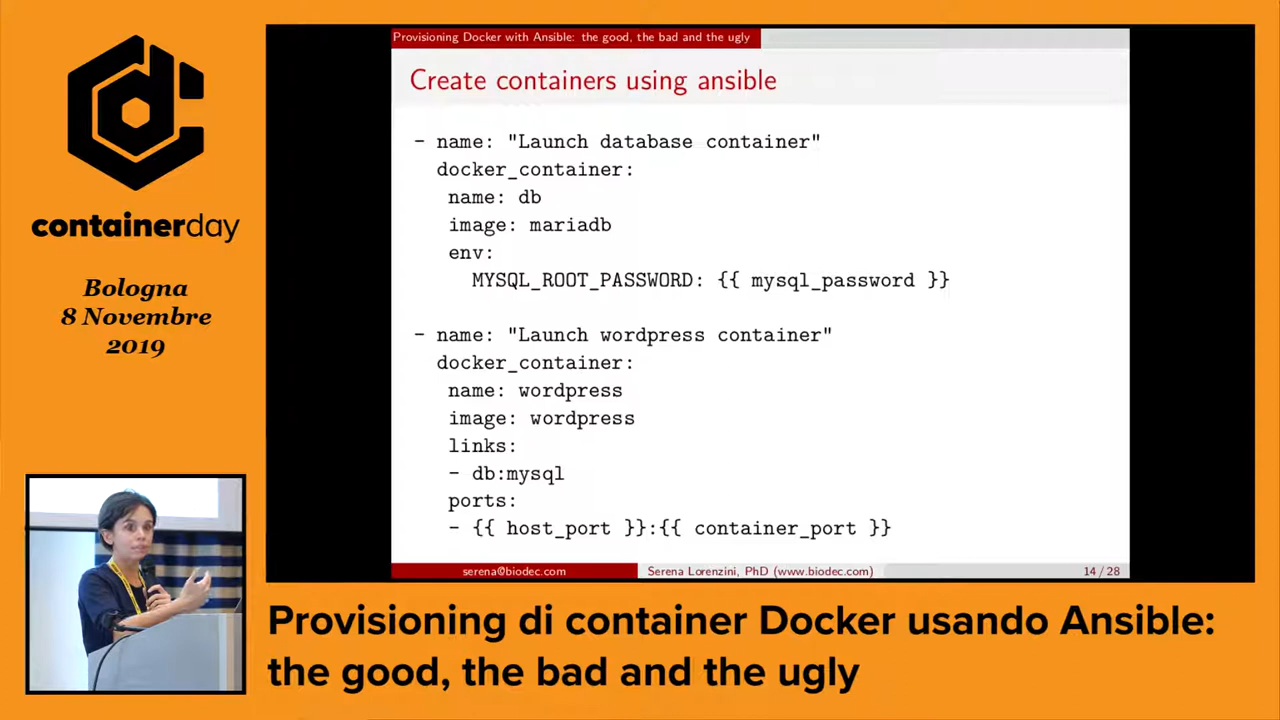 containerday
Bologna
8 Novembre
2019
Provisioning Docker with Ansible: the good, the bad and the ugly
Create containers using ansible
- name: "Launch database container"
docker_container:
name: db
image: mariadb
env:
MYSQL_ROOT_PASSWORD: {{ mysql_password }}
- name: "Launch wordpress container"
docker_container:
name: wordpress
image: wordpress
links:
- db:mysql
ports:
- {{ host_port }}:{{ container_port }}
serena@biodec.com Serena Lorenzini, PhD (www.biodec.com) 14 / 28
Provisioning di container Docker usando Ansible:
the good, the bad and the ugly